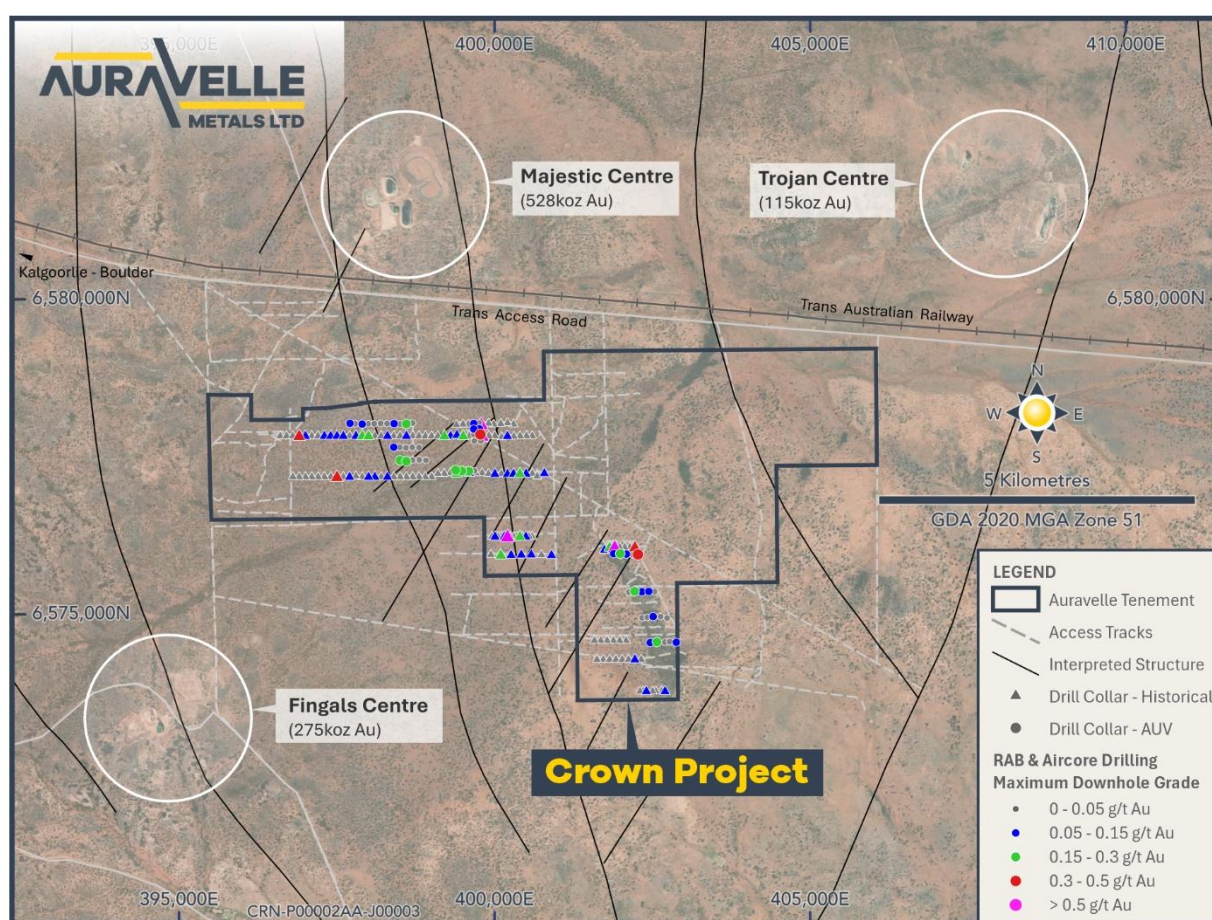 395,000E
400,000E
405,000E
410,000E
AURAVELLE
METALS LTD
Majestic Centre
(528koz Au)
Trojan Centre
(115koz Au)
Kalgoorlie - Boulder
6,580,000N
6,580,000N
Trans Access Road
Trans Australian Railway
N
W
E
S
5 Kilometres
GDA 2020 MGA Zone 51
6,575,000N
LEGEND
Auravelle Tenement
Access Tracks
Interpreted Structure
Drill Collar - Historical
Drill Collar - AUV
RAB & Aircore Drilling
Maximum Downhole Grade
0 - 0.05 g/t Au
0.05 - 0.15 g/t Au
0.15 - 0.3 g/t Au
0.3 - 0.5 g/t Au
> 0.5 g/t Au
Fingals Centre
(275koz Au)
Crown Project
395,000E
400,000E
405,000E
CRN-P00002AA-J00003